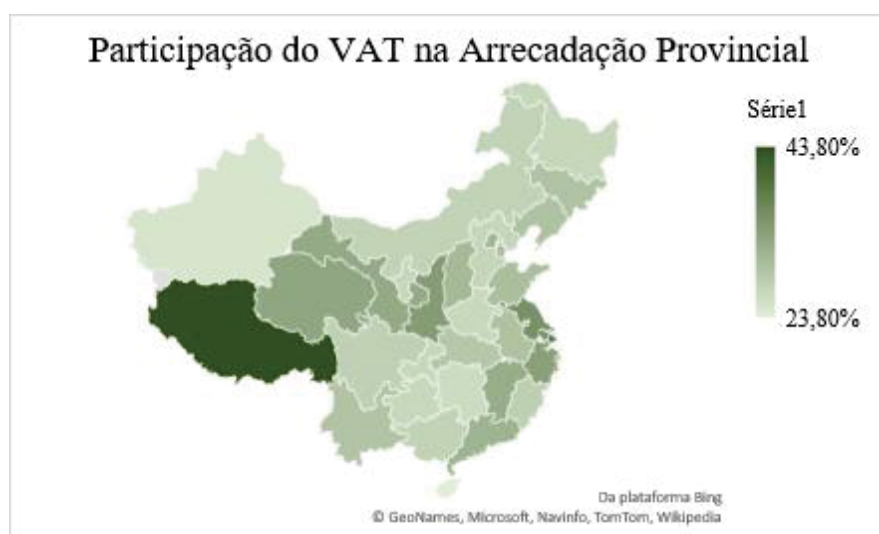 Participação do VAT na Arrecadação Provincial
Série1
43,80%
23,80%
Da plataforma Bing
© GeoNames, Microsoft, Navinfo, TomTom, Wikipedia